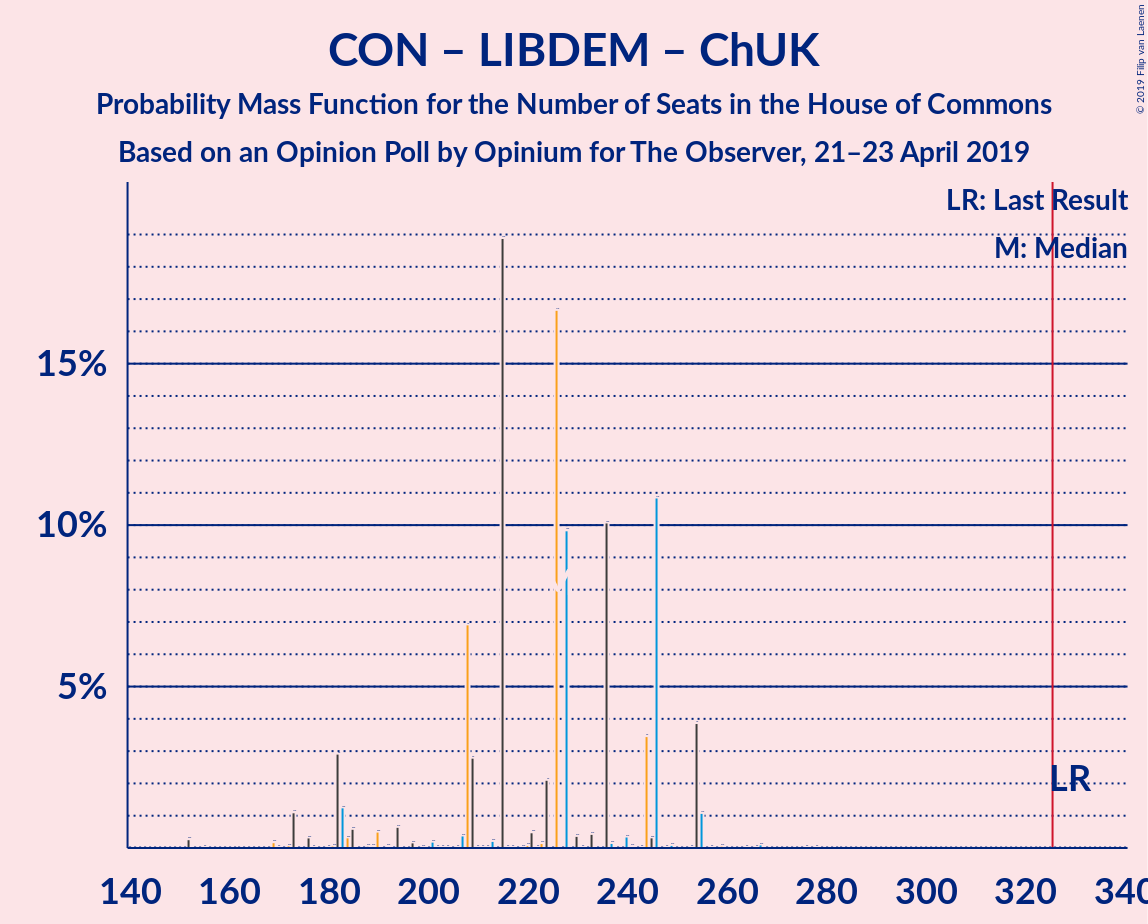 CON – LIBDEM – ChUK
Probability Mass Function for the Number of Seats in the House of Commons
Based on an Opinion Poll by Opinium for The Observer, 21–23 April 2019
© 2019 Filip van Laenen
LR: Last Result
M: Median
15%
10%
5%
LR
140 160 180 200 220 240 260 280 300 320 340